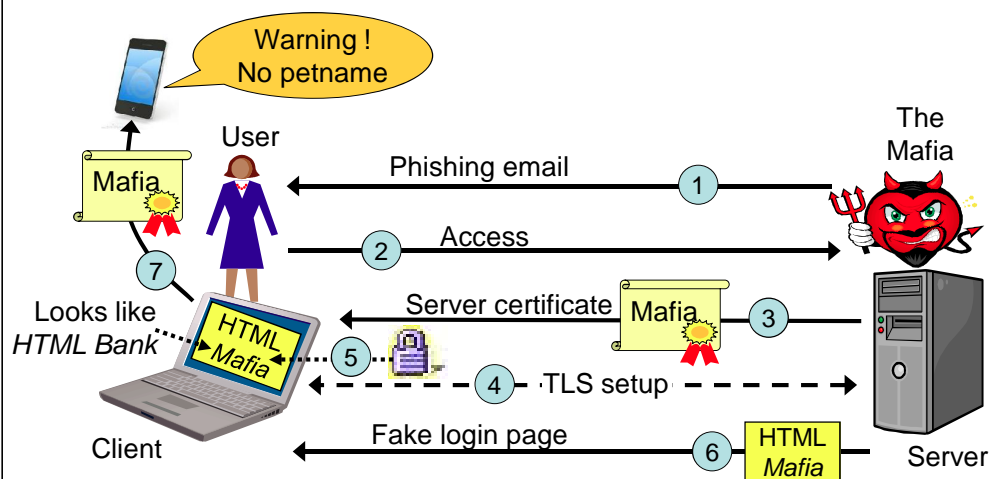 Warning !
No petname
User
The
Mafia
Mafia
Phishing email
1
2
Access
7
Server certificate
Mafia
3
Looks like
HTML Bank
HTML
Mafia
5
4
TLS setup
Client
Fake login page
6
HTML
Mafia
Server